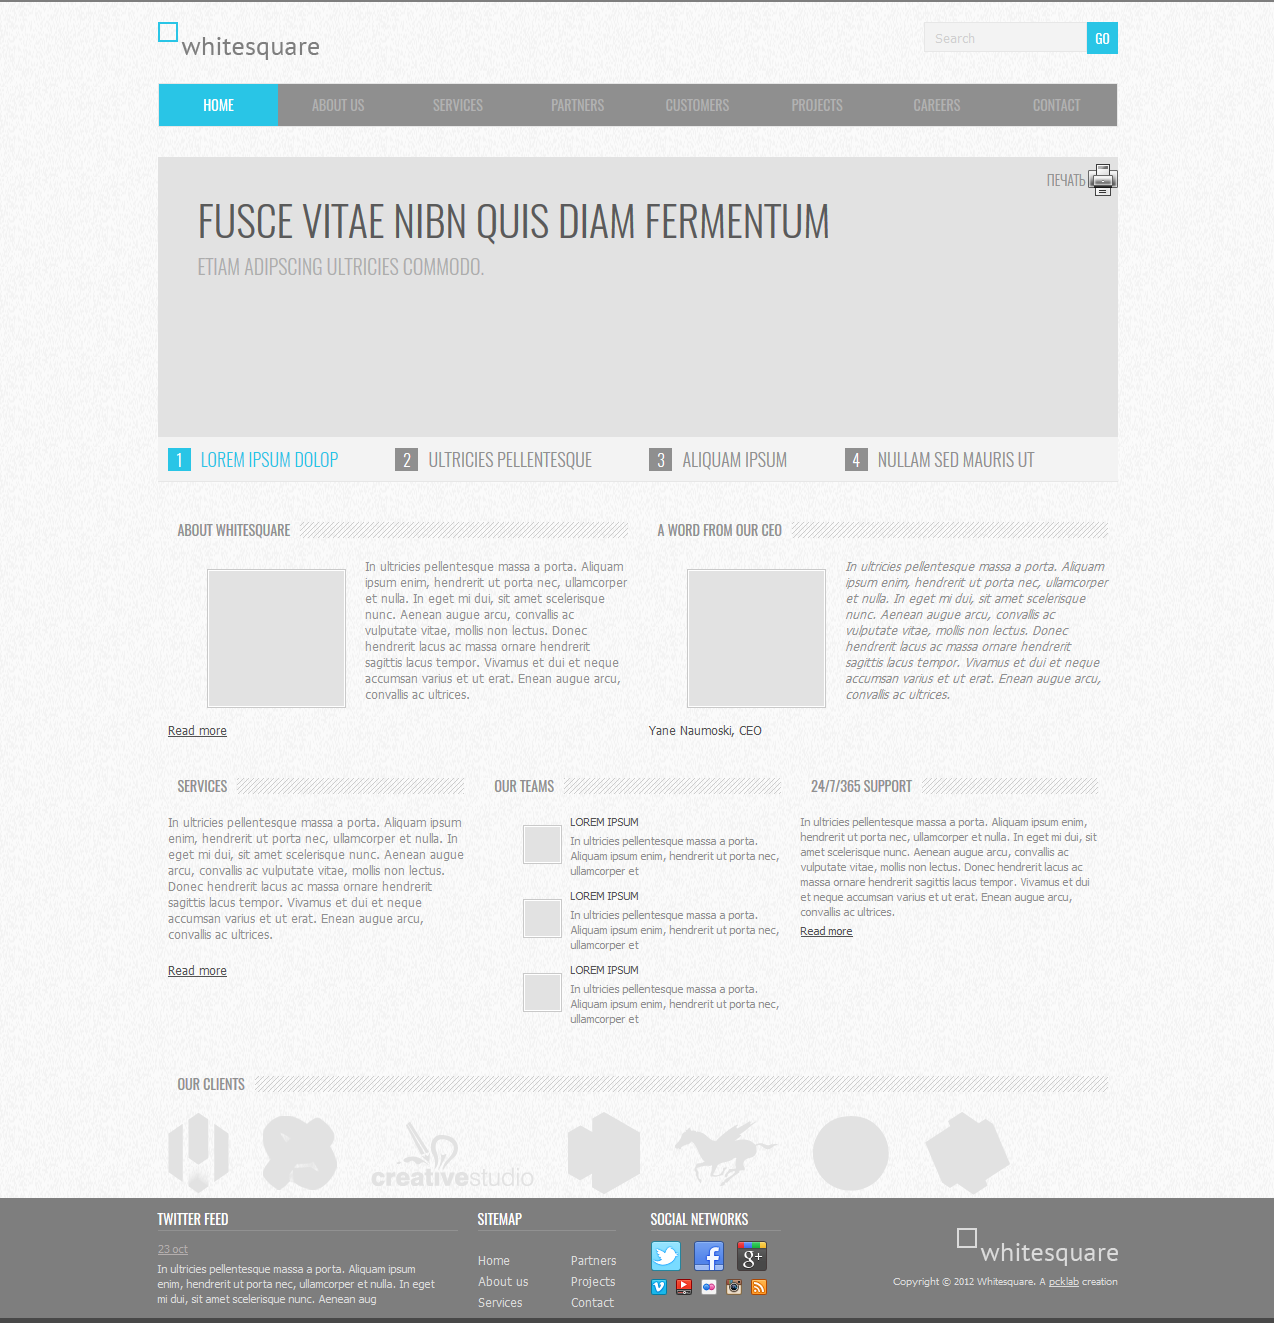 whitesquare
Search
GO
HOME
ABOUT US
SERVICES
PARTNERS
CUSTOMERS
PROJECTS
CAREERS
CONTACT
ПЕЧАТЬ
FUSCE VITAE NIBN QUIS DIAM FERMENTUM
ETIAM ADIPSCING ULTRICIES COMMODO.
1 LOREM IPSUM DOLOP
2 ULTRICIES PELLENTESQUE
3 ALIQUAM IPSUM
4 NULLAM SED MAURIS UT
ABOUT WHITESQUARE
In ultricies pellentesque massa a porta. Aliquam
ipsum enim, hendrerit ut porta nec, ullamcorper
et nulla. In eget mi dui, sit amet scelerisque
nunc. Aenean augue arcu, convallis ac
vulputate vitae, mollis non lectus. Donec
hendrerit lacus ac massa ornare hendrerit
sagittis lacus tempor. Vivamus et dui et neque
accumsan varius et ut erat. Enean augue arcu,
convallis ac ultrices.
Read more
A WORD FROM OUR CEO
In ultricies pellentesque massa a porta. Aliquam
ipsum enim, hendrerit ut porta nec, ullamcorper
et nulla. In eget mi dui, sit amet scelerisque
nunc. Aenean augue arcu, convallis ac
vulputate vitae, mollis non lectus. Donec
hendrerit lacus ac massa ornare hendrerit
sagittis lacus tempor. Vivamus et dui et neque
accumsan varius et ut erat. Enean augue arcu,
convallis ac ultrices.
Yane Naumoski, CEO
SERVICES
In ultricies pellentesque massa a porta. Aliquam ipsum
enim, hendrerit ut porta nec, ullamcorper et nulla. In
eget mi dui, sit amet scelerisque nunc. Aenean augue
arcu, convallis ac vulputate vitae, mollis non lectus.
Donec hendrerit lacus ac massa ornare hendrerit
sagittis lacus tempor. Vivamus et dui et neque
accumsan varius et ut erat. Enean augue arcu,
convallis ac ultrices.
Read more
OUR TEAMS
LOREM IPSUM
In ultricies pellentesque massa a porta.
Aliquam ipsum enim, hendrerit ut porta nec,
ullamcorper et
LOREM IPSUM
In ultricies pellentesque massa a porta.
Aliquam ipsum enim, hendrerit ut porta nec,
ullamcorper et
LOREM IPSUM
In ultricies pellentesque massa a porta.
Aliquam ipsum enim, hendrerit ut porta nec,
ullamcorper et
24/7/365 SUPPORT
In ultricies pellentesque massa a porta. Aliquam ipsum enim,
hendrerit ut porta nec, ullamcorper et nulla. In eget mi dui, sit
amet scelerisque nunc. Aenean augue arcu, convallis ac
vulputate vitae, mollis non lectus. Donec hendrerit lacus ac
massa ornare hendrerit sagittis lacus tempor. Vivamus et dui
et neque accumsan varius et ut erat. Enean augue arcu,
convallis ac ultrices.
Read more
OUR CLIENTS
creativestudio
TWITTER FEED
23 oct
In ultricies pellentesque massa a porta. Aliquam ipsum
enim, hendrerit ut porta nec, ullamcorper et nulla. In eget
mi dui, sit amet scelerisque nunc. Aenean aug
SITEMAP
Home
About us
Services
Partners
Projects
Contact
SOCIAL NETWORKS
whitesquare
Copyright © 2012 Whitesquare. A pcklab creation